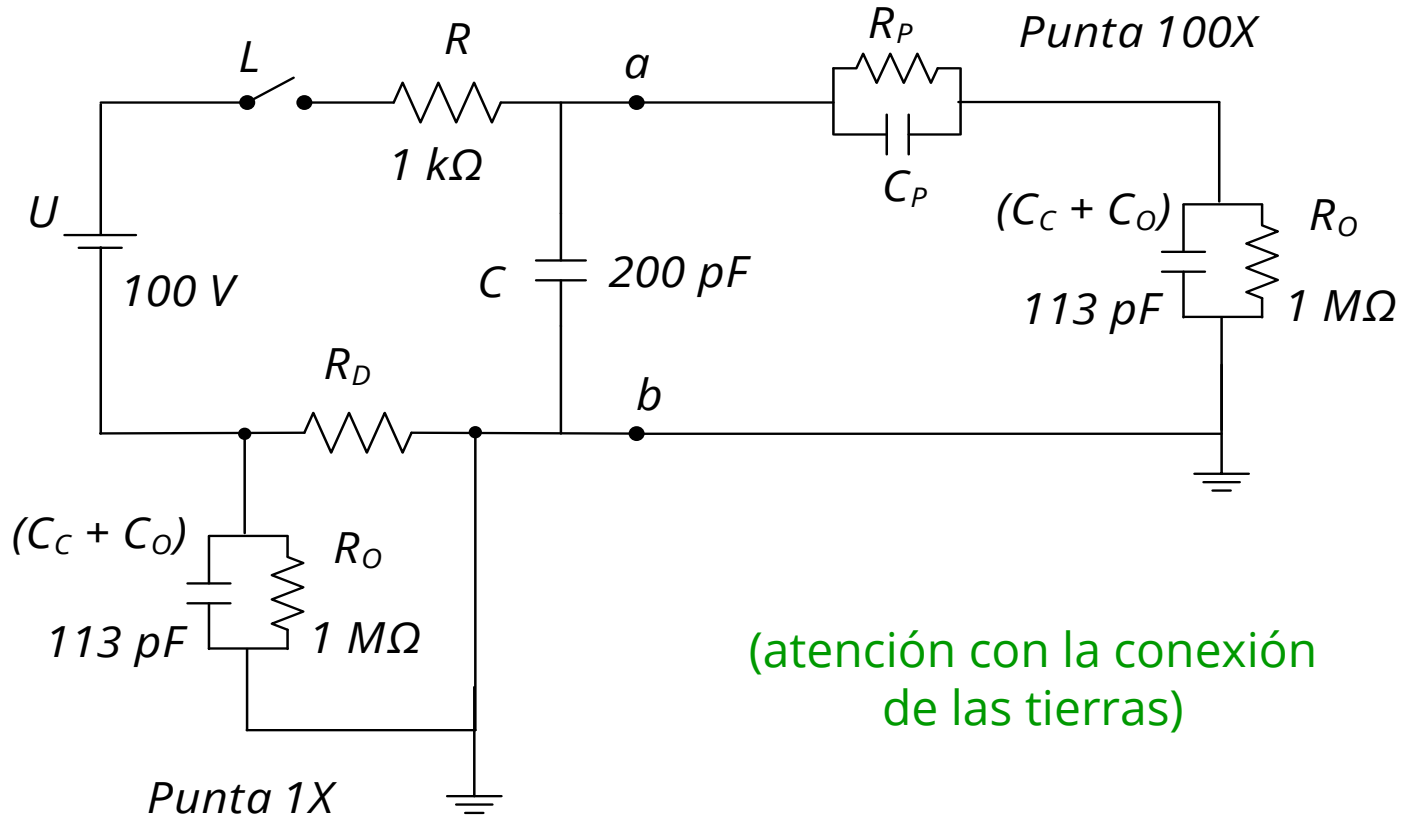 L
R
1 kΩ
a
R_P
C_P
Punta 100X
U
100 V
C
200 pF
(C_C + C_O)
113 pF
R_O
1 MΩ
R_D
b
(C_C + C_O)
113 pF
R_O
1 MΩ
Punta 1X
(atención con la conexión
de las tierras)